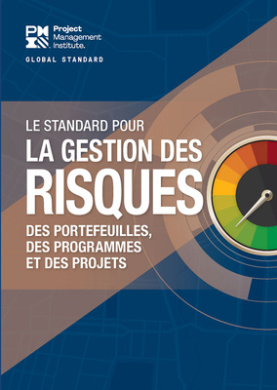 Project
Management
Institute.
GLOBAL STANDARD
LE STANDARD POUR
LA GESTION DES
RISQUES
DES PORTEFEUILLES,
DES PROGRAMMES
ET DES PROJETS